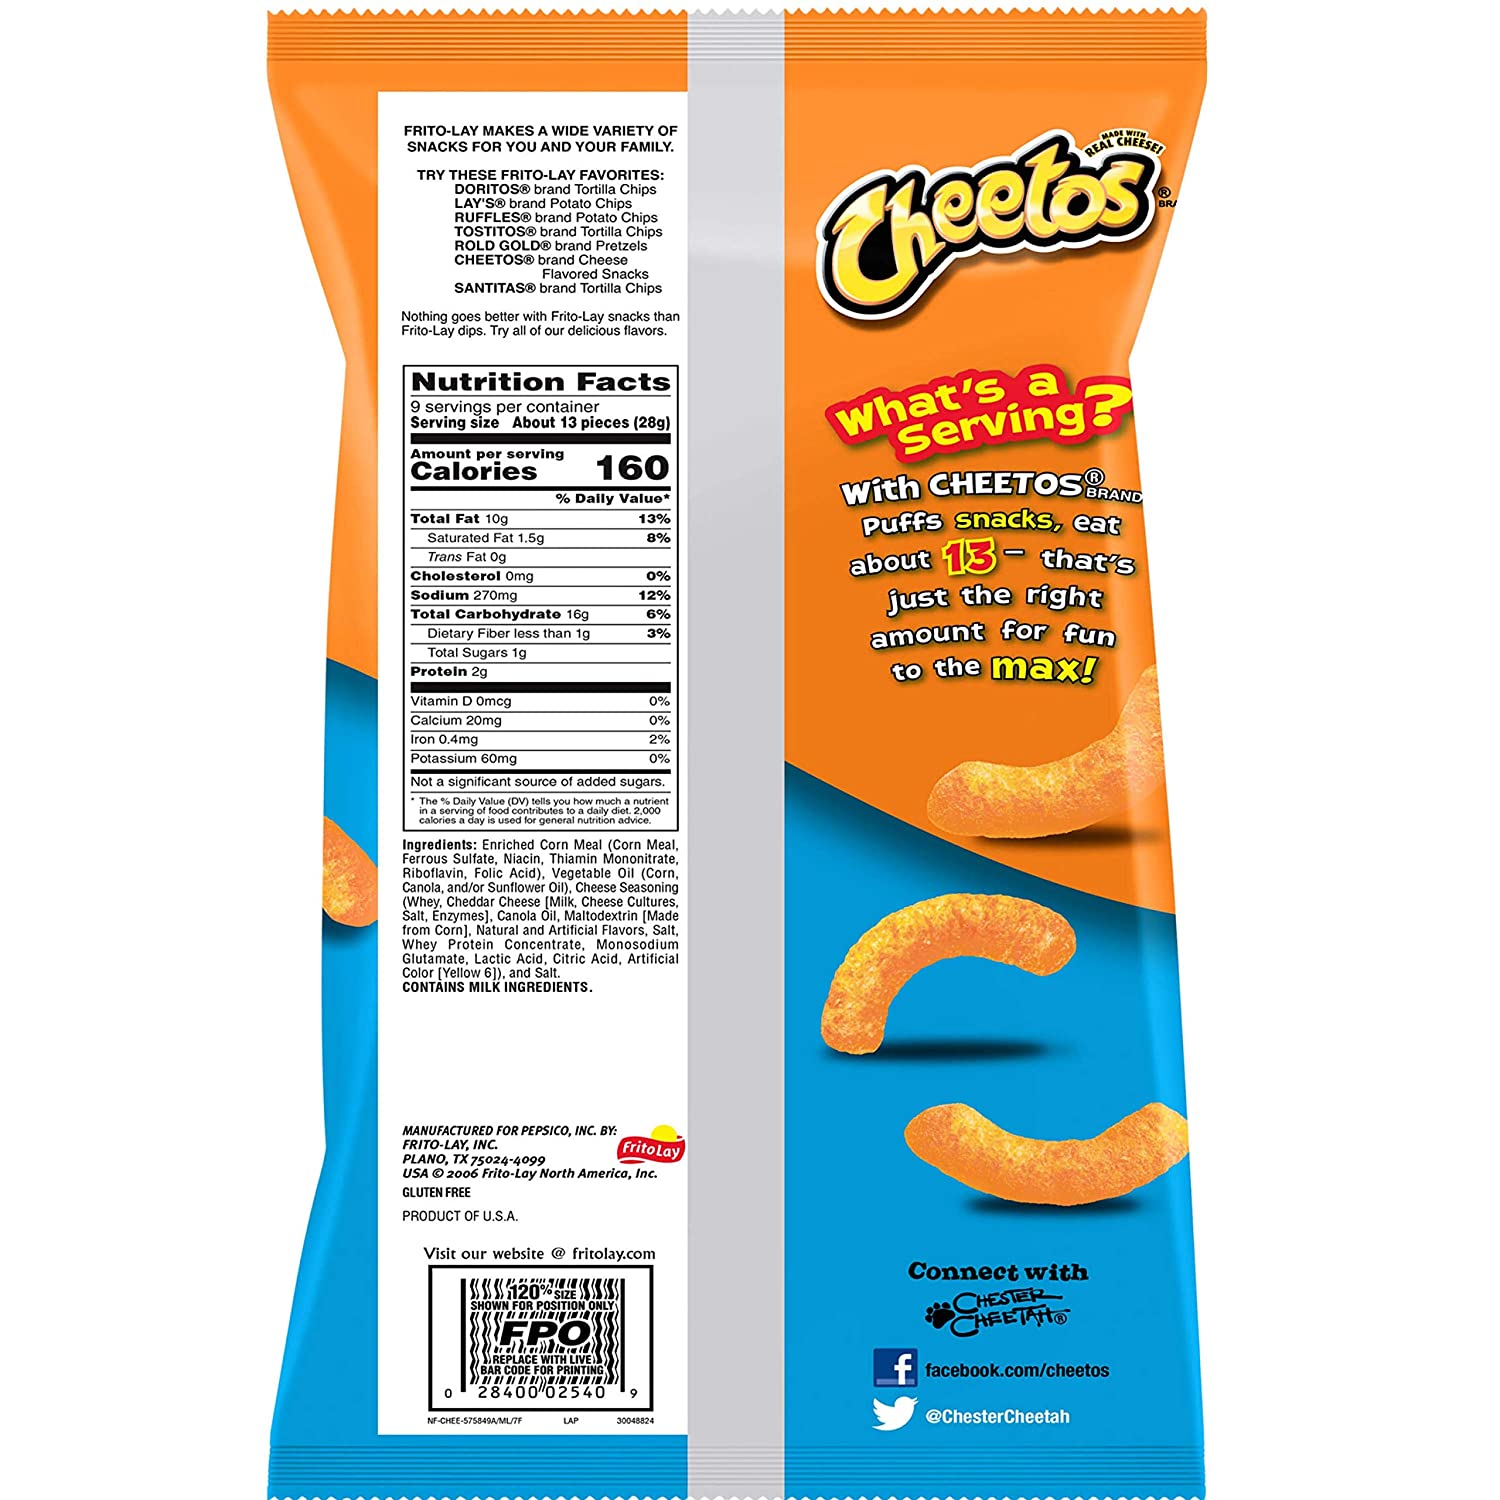 FRITO-LAY MAKES A WIDE VARIETY OF
SNACKS FOR YOU AND YOUR FAMILY.
TRY THESE FRITO-LAY FAVORITES:
DORITOS® brand Tortilla Chips
LAY'S® brand Potato Chips
RUFFLES® brand Potato Chips
TOSTITOS® brand Tortilla Chips
ROLD GOLD® brand Pretzels
CHEETOS® brand Cheese
Flavored Snacks
SANTITAS® brand Tortilla Chips
Nothing goes better with Frito-Lay snacks than
Frito-Lay dips. Try all of our delicious flavors.
Nutrition Facts
9 servings per container
Serving size About 13 pieces (28g)
Amount per serving
Calories 160
% Daily Value*
Total Fat 10g 13%
Saturated Fat 1.5g 8%
Trans Fat 0g
Cholesterol 0mg 0%
Sodium 270mg 12%
Total Carbohydrate 16g 6%
Dietary Fiber less than 1g 3%
Total Sugars 1g
Protein 2g
Vitamin D 0mcg 0%
Calcium 20mg 0%
Iron 0.4mg 2%
Potassium 60mg 0%
Not a significant source of added sugars.
* The % Daily Value (DV) tells you how much a nutrient
in a serving of food contributes to a daily diet. 2,000
calories a day is used for general nutrition advice.
Ingredients: Enriched Corn Meal (Corn Meal,
Ferrous Sulfate, Niacin, Thiamin Mononitrate,
Riboflavin, Folic Acid), Vegetable Oil (Corn,
Canola, and/or Sunflower Oil), Cheese Seasoning
(Whey, Cheddar Cheese [Milk, Cheese Cultures,
Salt, Enzymes], Canola Oil, Maltodextrin [Made
from Corn], Natural and Artificial Flavors, Salt,
Whey Protein Concentrate, Monosodium
Glutamate, Lactic Acid, Citric Acid, Artificial
Color [Yellow 6]), and Salt.
CONTAINS MILK INGREDIENTS.
MANUFACTURED FOR PEPSICO, INC. BY:
FRITO-LAY, INC.
PLANO, TX 75024-4099
USA © 2006 Frito-Lay North America, Inc.
FritoLay
GLUTEN FREE
PRODUCT OF U.S.A.
Visit our website @ fritolay.com
120% SIZE
SHOWN FOR POSITION ONLY
FPO
REPLACE WITH LIVE
BAR CODE FOR PRINTING
0 28400 02540 9
NF-CHEE-575849A/ML/7F LAP 30048824
MADE WITH
REAL CHEESE!
Cheetos®
BRA
What's a
Serving?
With CHEETOS® BRAND
Puffs snacks, eat
about 13 – that's
just the right
amount for fun
to the max!
Connect with
CHESTER
CHEETAH®
f facebook.com/cheetos
@ChesterCheetah